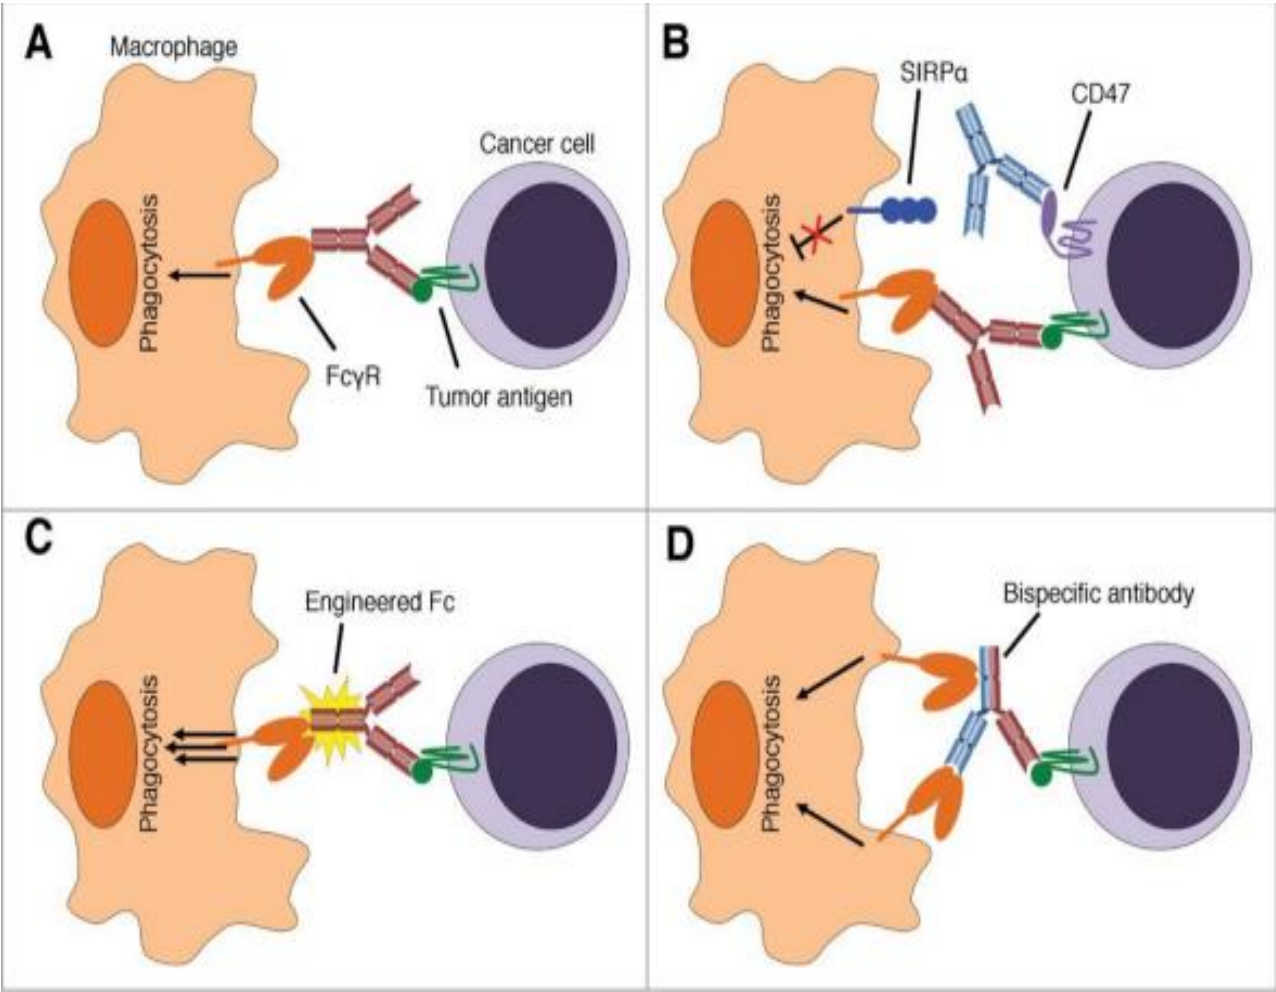 A
Macrophage
Cancer cell
Phagocytosis
FcγR
Tumor antigen
B
SIRPα
CD47
Phagocytosis
C
Engineered Fc
Phagocytosis
D
Bispecific antibody
Phagocytosis